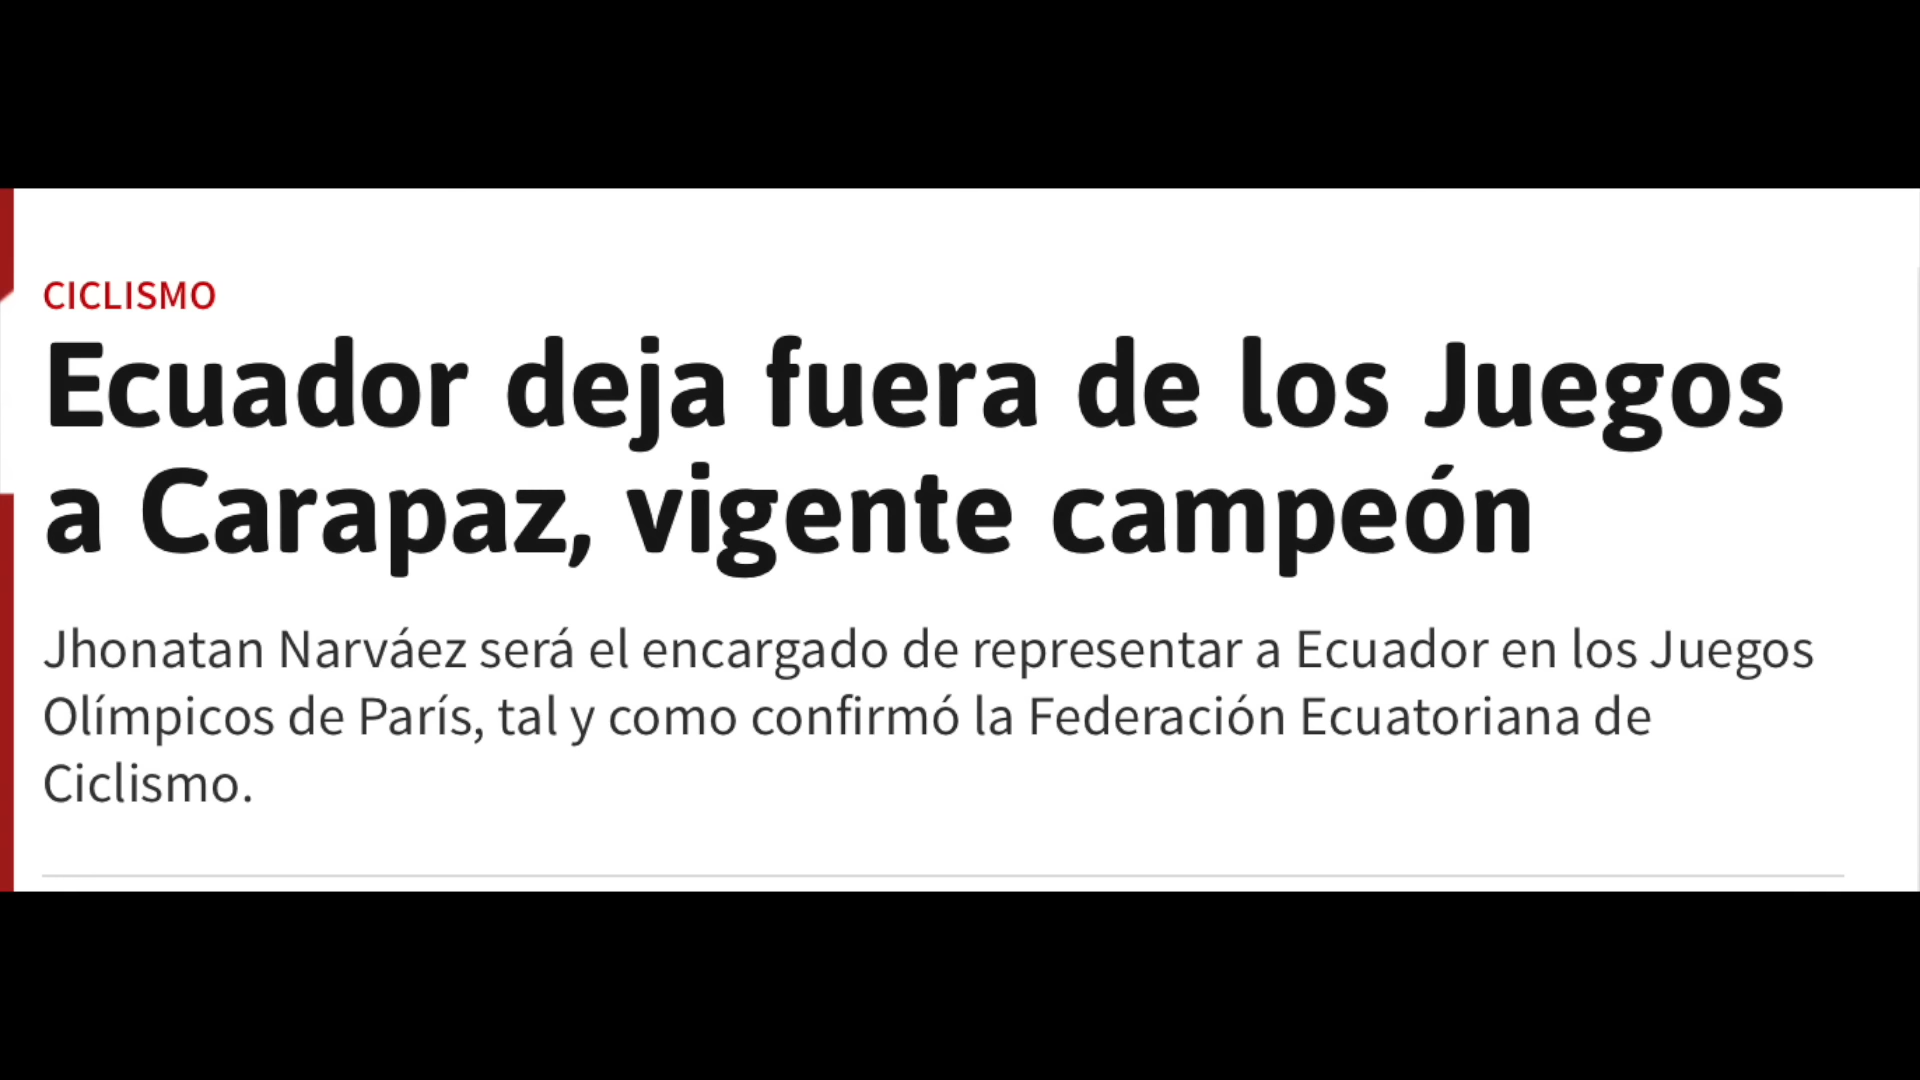 CICLISMO
Ecuador deja fuera de los Juegos
a Carapaz, vigente campeón
Jhonatan Narváez será el encargado de representar a Ecuador en los Juegos
Olímpicos de París, tal y como confirmó la Federación Ecuatoriana de
Ciclismo.